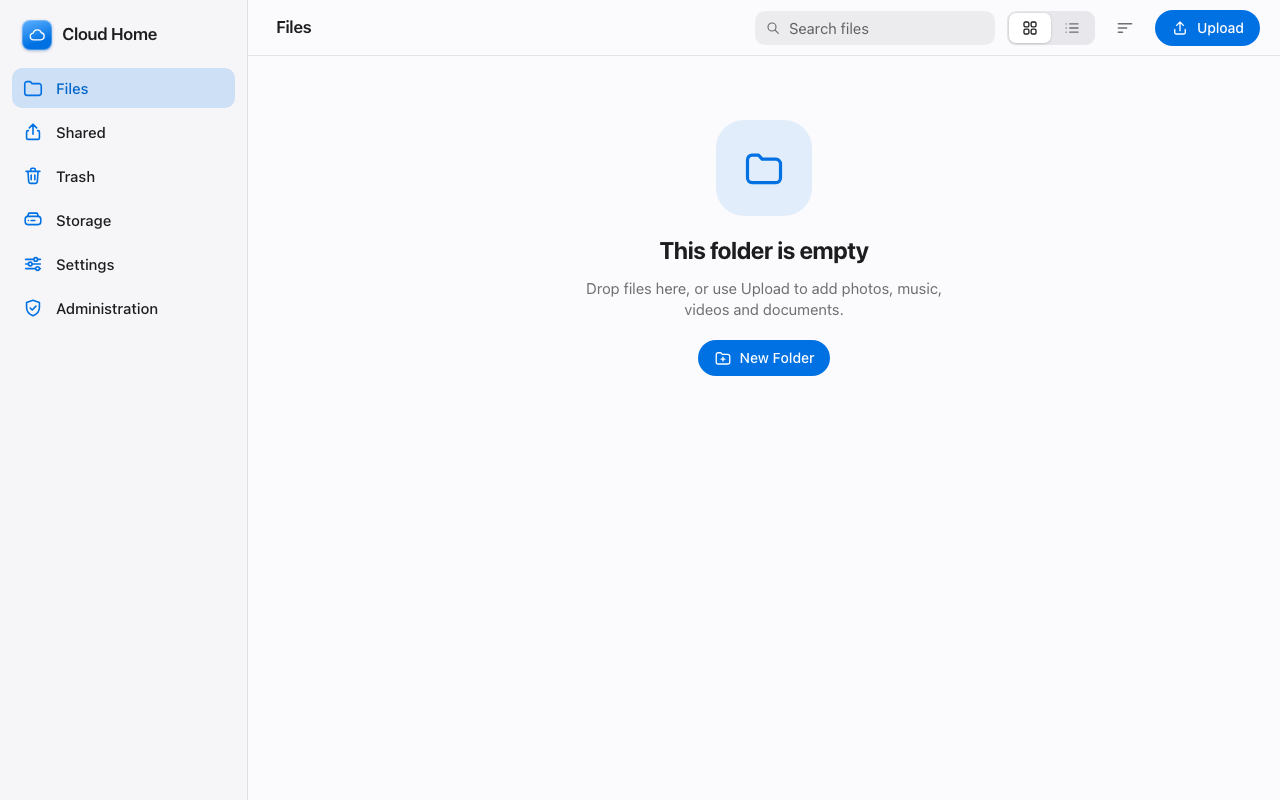 Cloud Home
Files
Shared
Trash
Storage
Settings
Administration
Files
Search files
Upload
This folder is empty
Drop files here, or use Upload to add photos, music,
videos and documents.
New Folder